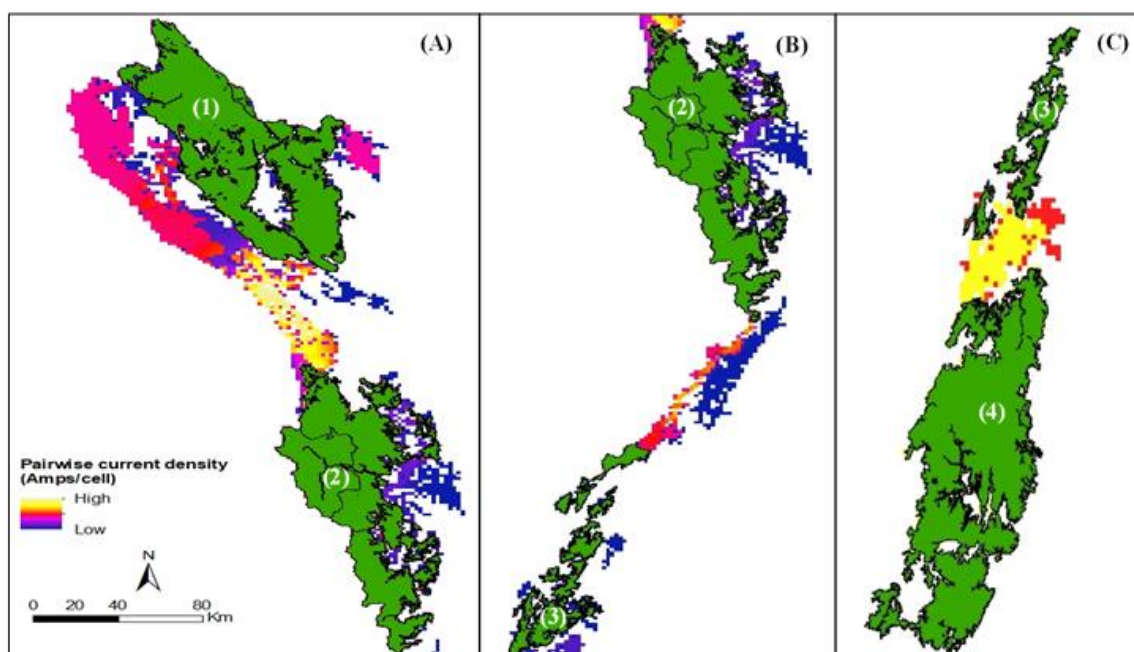 (A)
(1)
(2)
Pairwise current density
(Amps/cell)
High
Low
N
0 20 40 80
Km
(B)
(2)
(3)
(C)
(3)
(4)